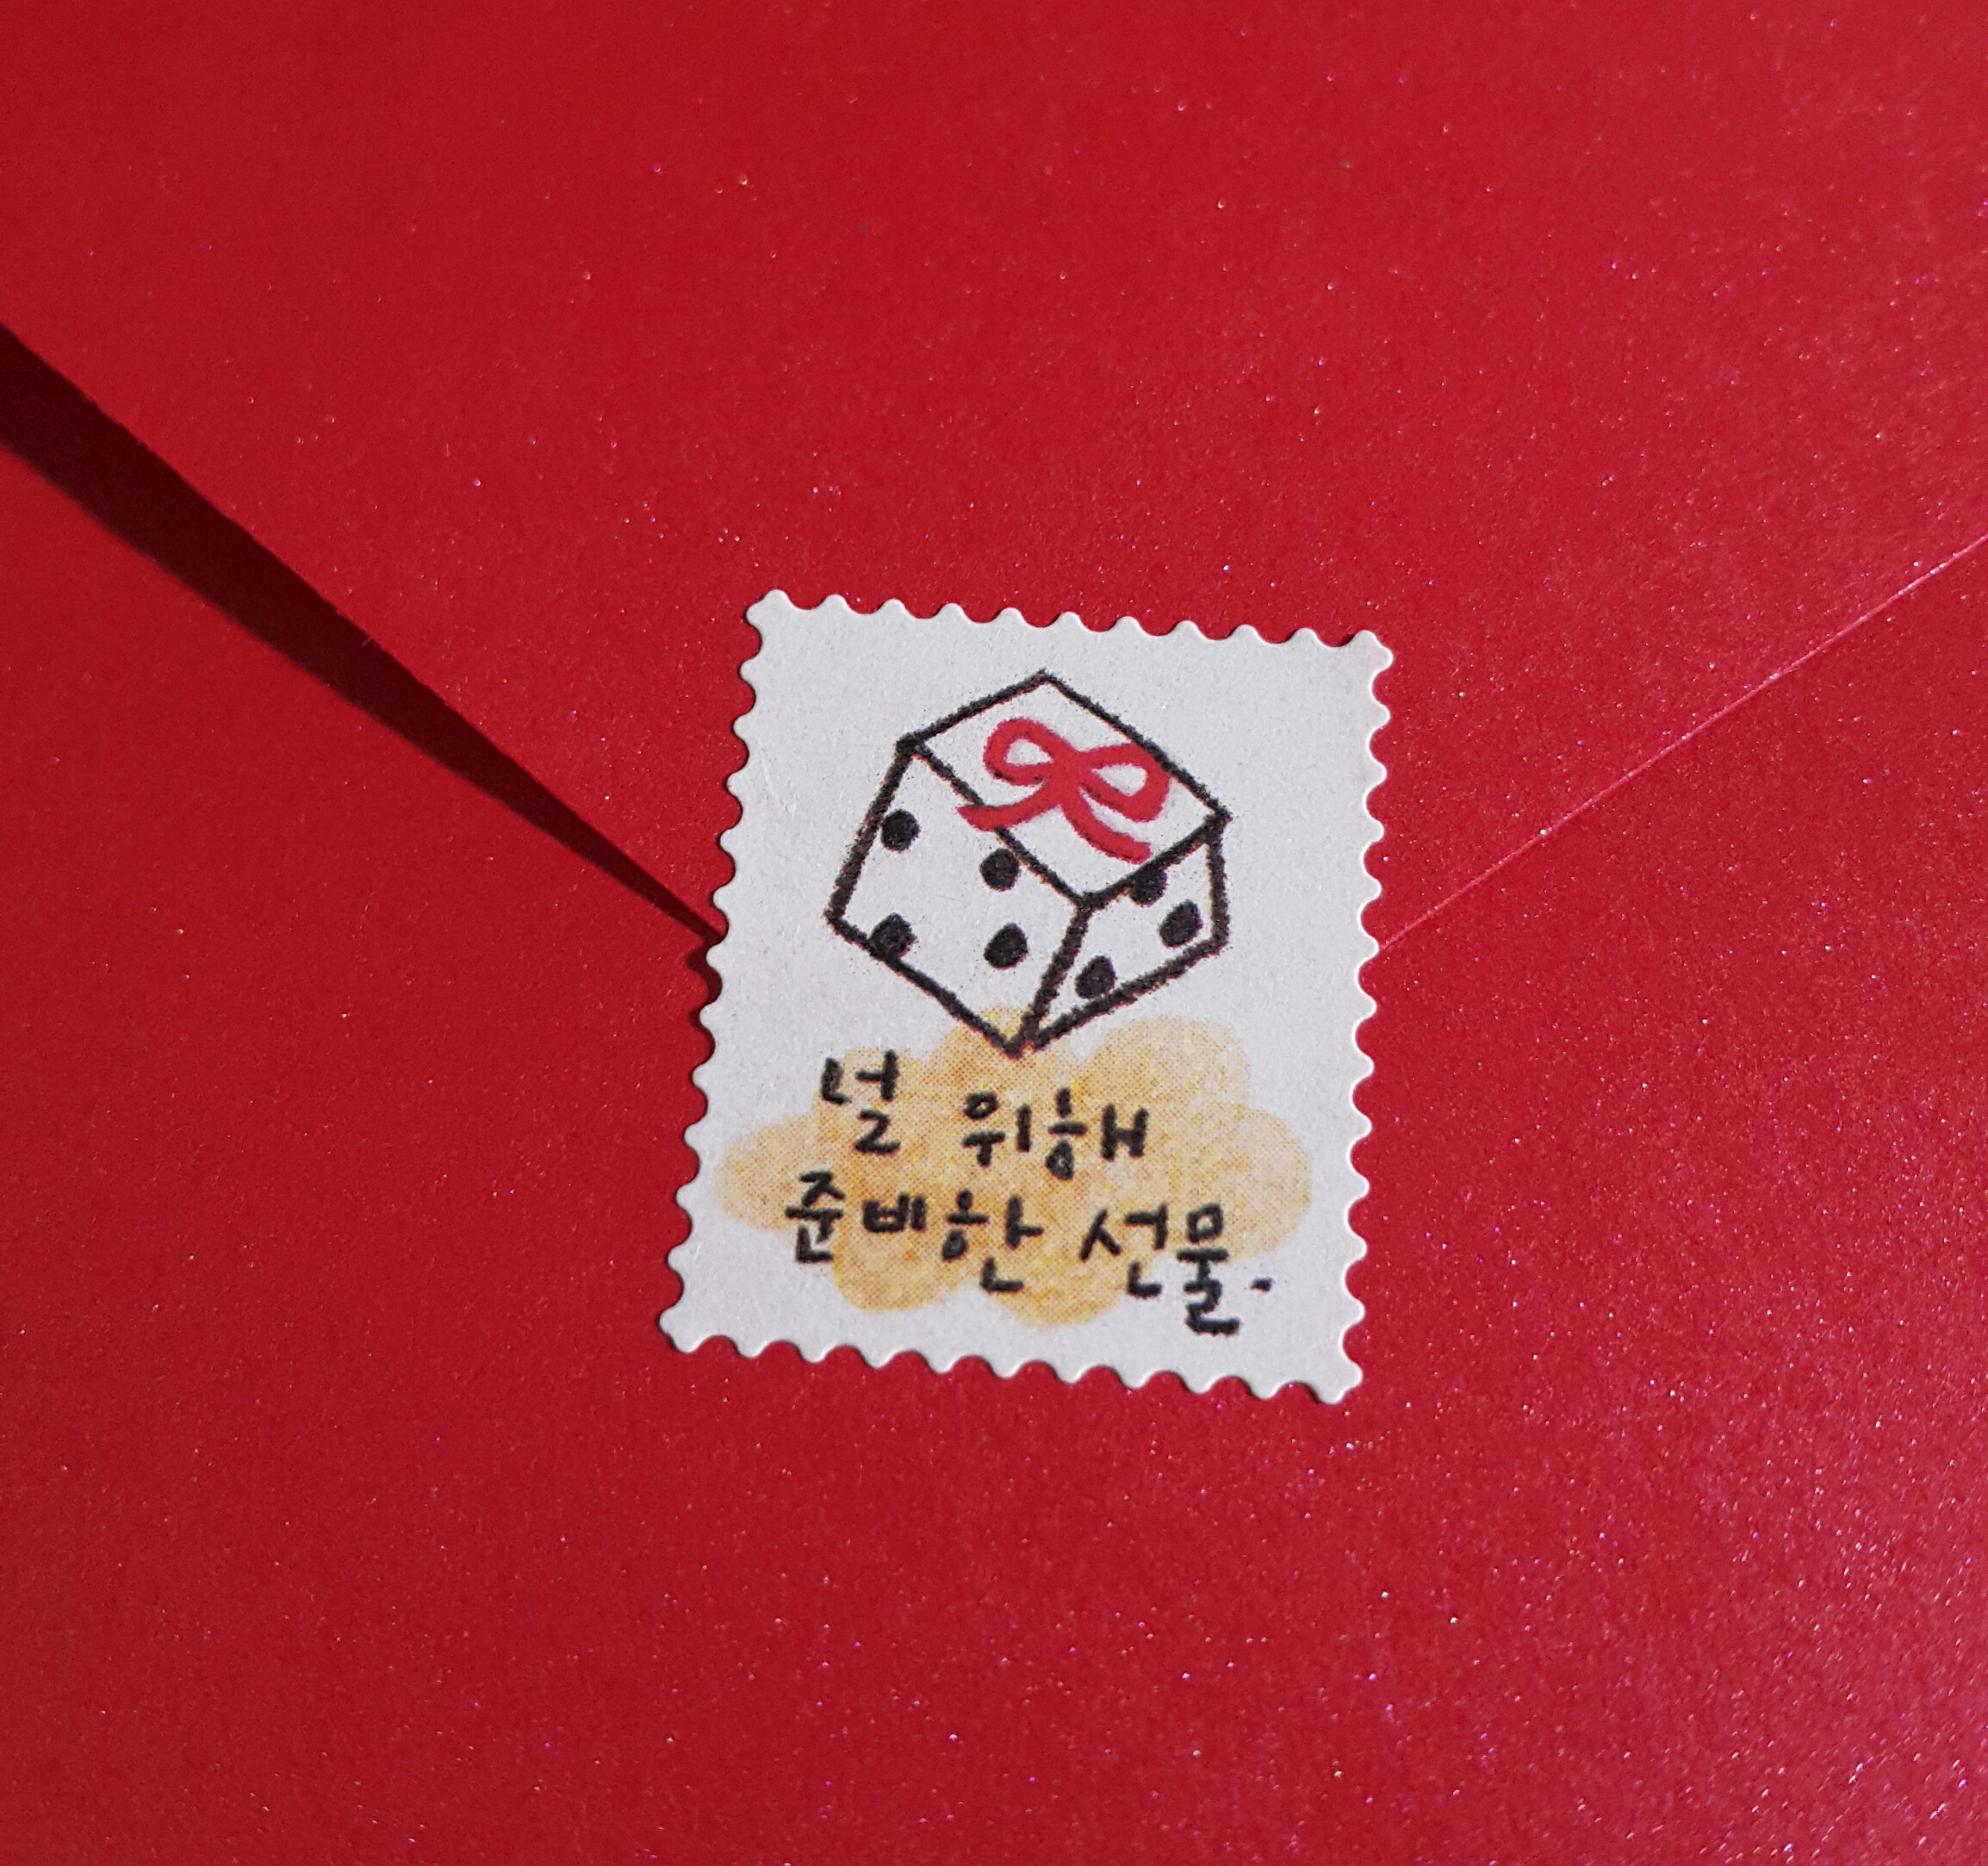 널 위해
준비한 선물.